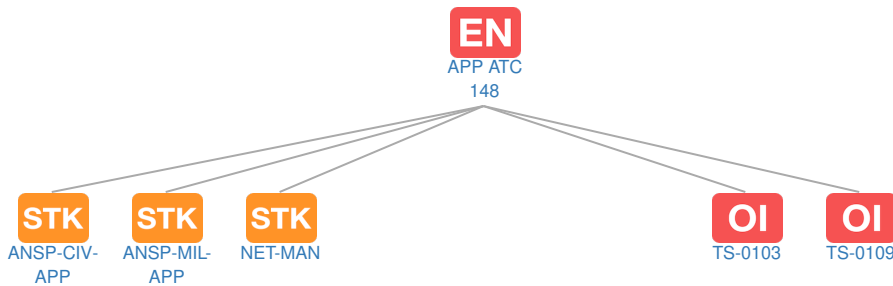 EN
APP ATC
148
STK
STK
STK
OI
OI
ANSP-CIV-
APP
ANSP-MIL-
APP
NET-MAN
TS-0103
TS-0109